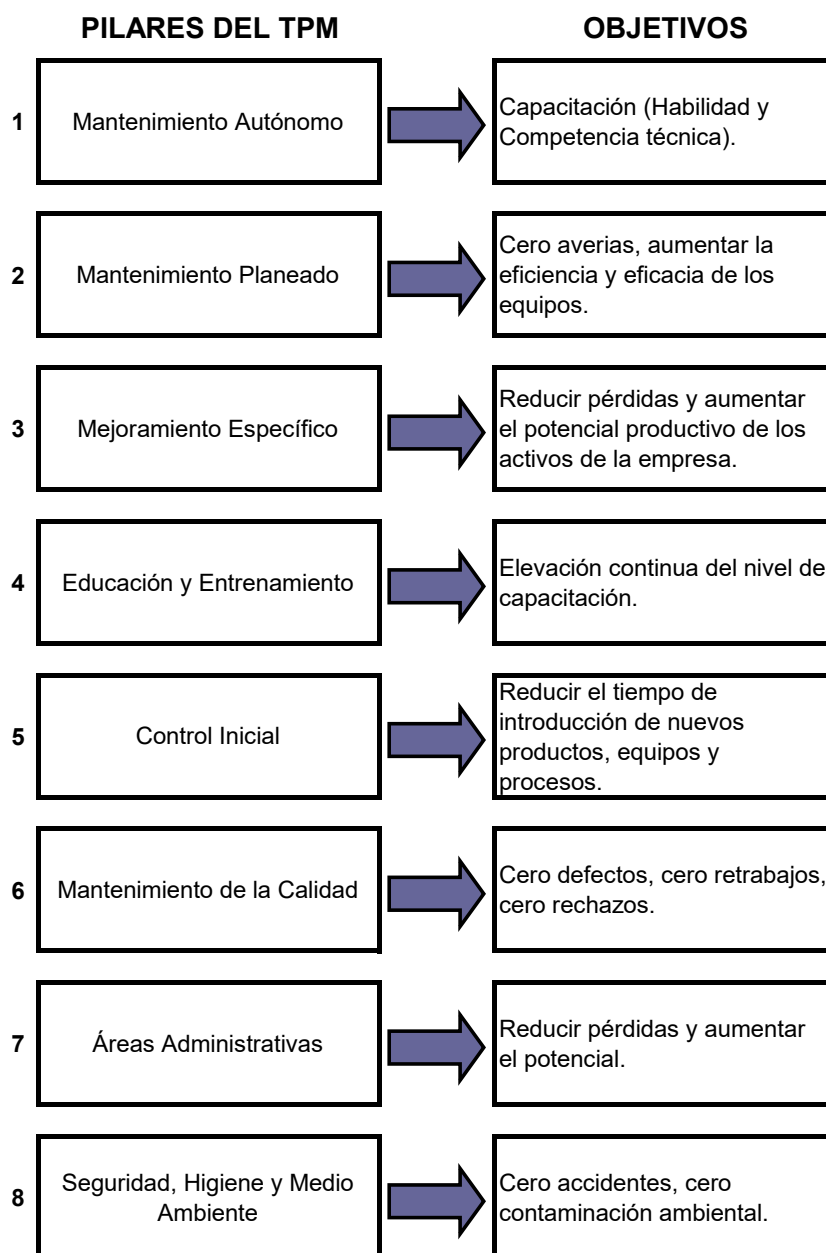 PILARES DEL TPM
OBJETIVOS
1
Mantenimiento Autónomo
Capacitación (Habilidad y
Competencia técnica).
2
Mantenimiento Planeado
Cero averias, aumentar la
eficiencia y eficacia de los
equipos.
3
Mejoramiento Específico
Reducir pérdidas y aumentar
el potencial productivo de los
activos de la empresa.
4
Educación y Entrenamiento
Elevación continua del nivel de
capacitación.
5
Control Inicial
Reducir el tiempo de
introducción de nuevos
productos, equipos y
procesos.
6
Mantenimiento de la Calidad
Cero defectos, cero retrabajos,
cero rechazos.
7
Áreas Administrativas
Reducir pérdidas y aumentar
el potencial.
8
Seguridad, Higiene y Medio
Ambiente
Cero accidentes, cero
contaminación ambiental.